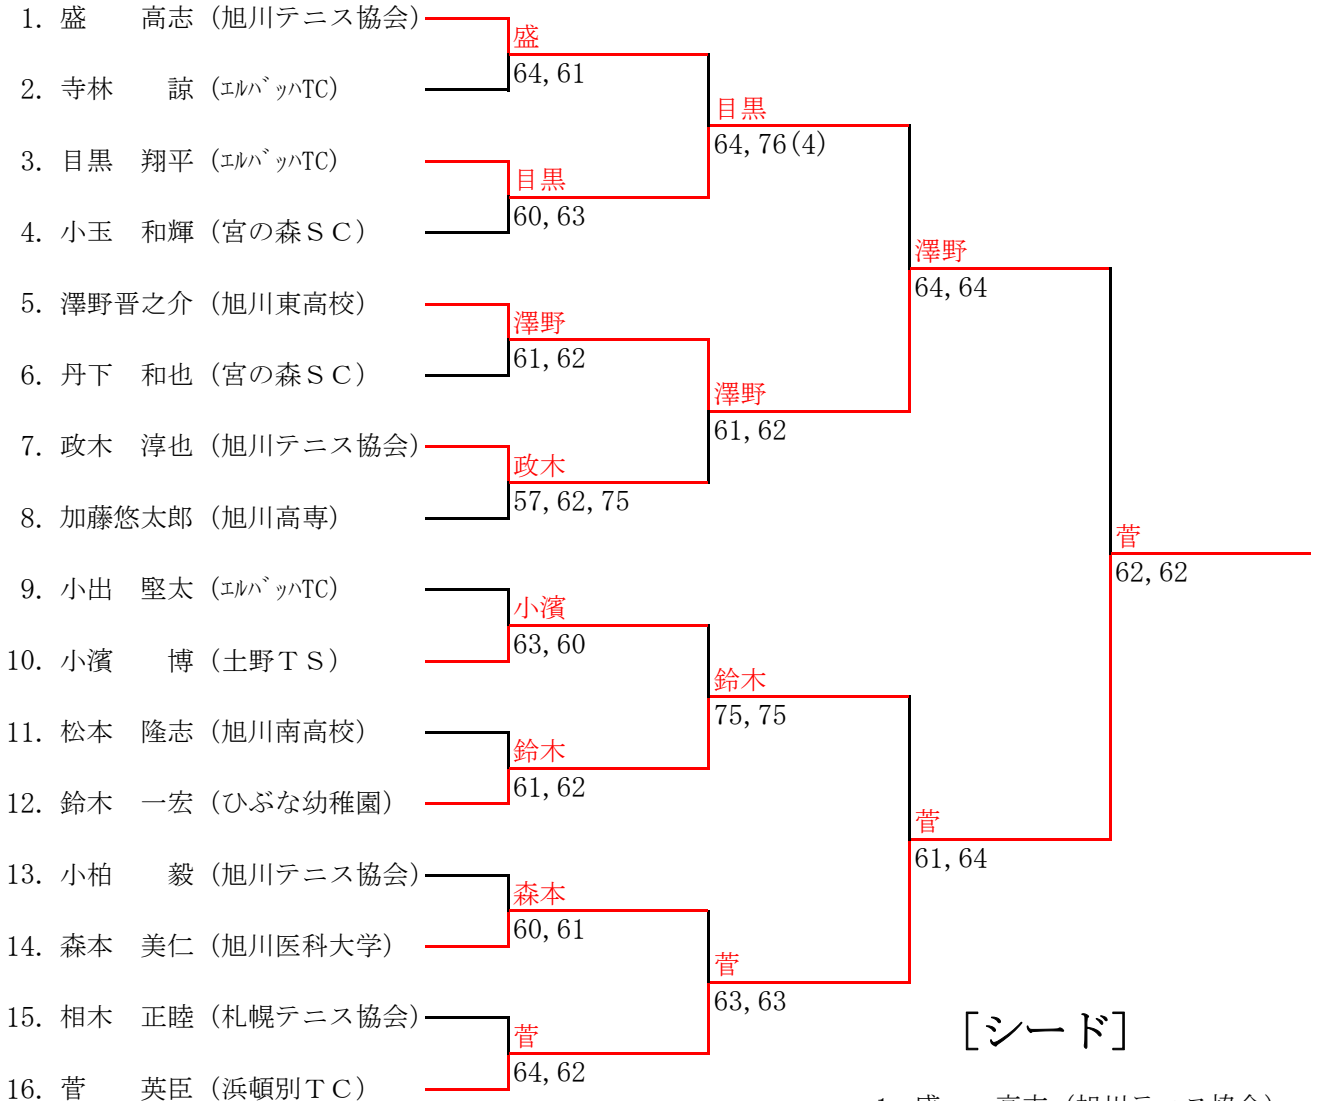 1. 盛　　高志 (旭川テニス協会)
盛
64, 61
2. 寺林　　諒 (ｴﾙﾊﾞｯﾊTC)
目黒
64, 76(4)
3. 目黒　翔平 (ｴﾙﾊﾞｯﾊTC)
目黒
60, 63
4. 小玉　和輝 (宮の森ＳＣ)
澤野
64, 64
5. 澤野晋之介 (旭川東高校)
澤野
61, 62
6. 丹下　和也 (宮の森ＳＣ)
澤野
61, 62
7. 政木　淳也 (旭川テニス協会)
政木
57, 62, 75
8. 加藤悠太郎 (旭川高専)
菅
62, 62
9. 小出　堅太 (ｴﾙﾊﾞｯﾊTC)
小濱
63, 60
10. 小濱　　博 (土野ＴＳ)
鈴木
75, 75
11. 松本　隆志 (旭川南高校)
鈴木
61, 62
12. 鈴木　一宏 (ひぶな幼稚園)
菅
61, 64
13. 小柏　　毅 (旭川テニス協会)
森本
60, 61
14. 森本　美仁 (旭川医科大学)
菅
63, 63
15. 相木　正睦 (札幌テニス協会)
菅
64, 62
16. 菅　　英臣 (浜頓別ＴＣ)
[シード]
1. 盛　　高志 (旭川テニス協会)